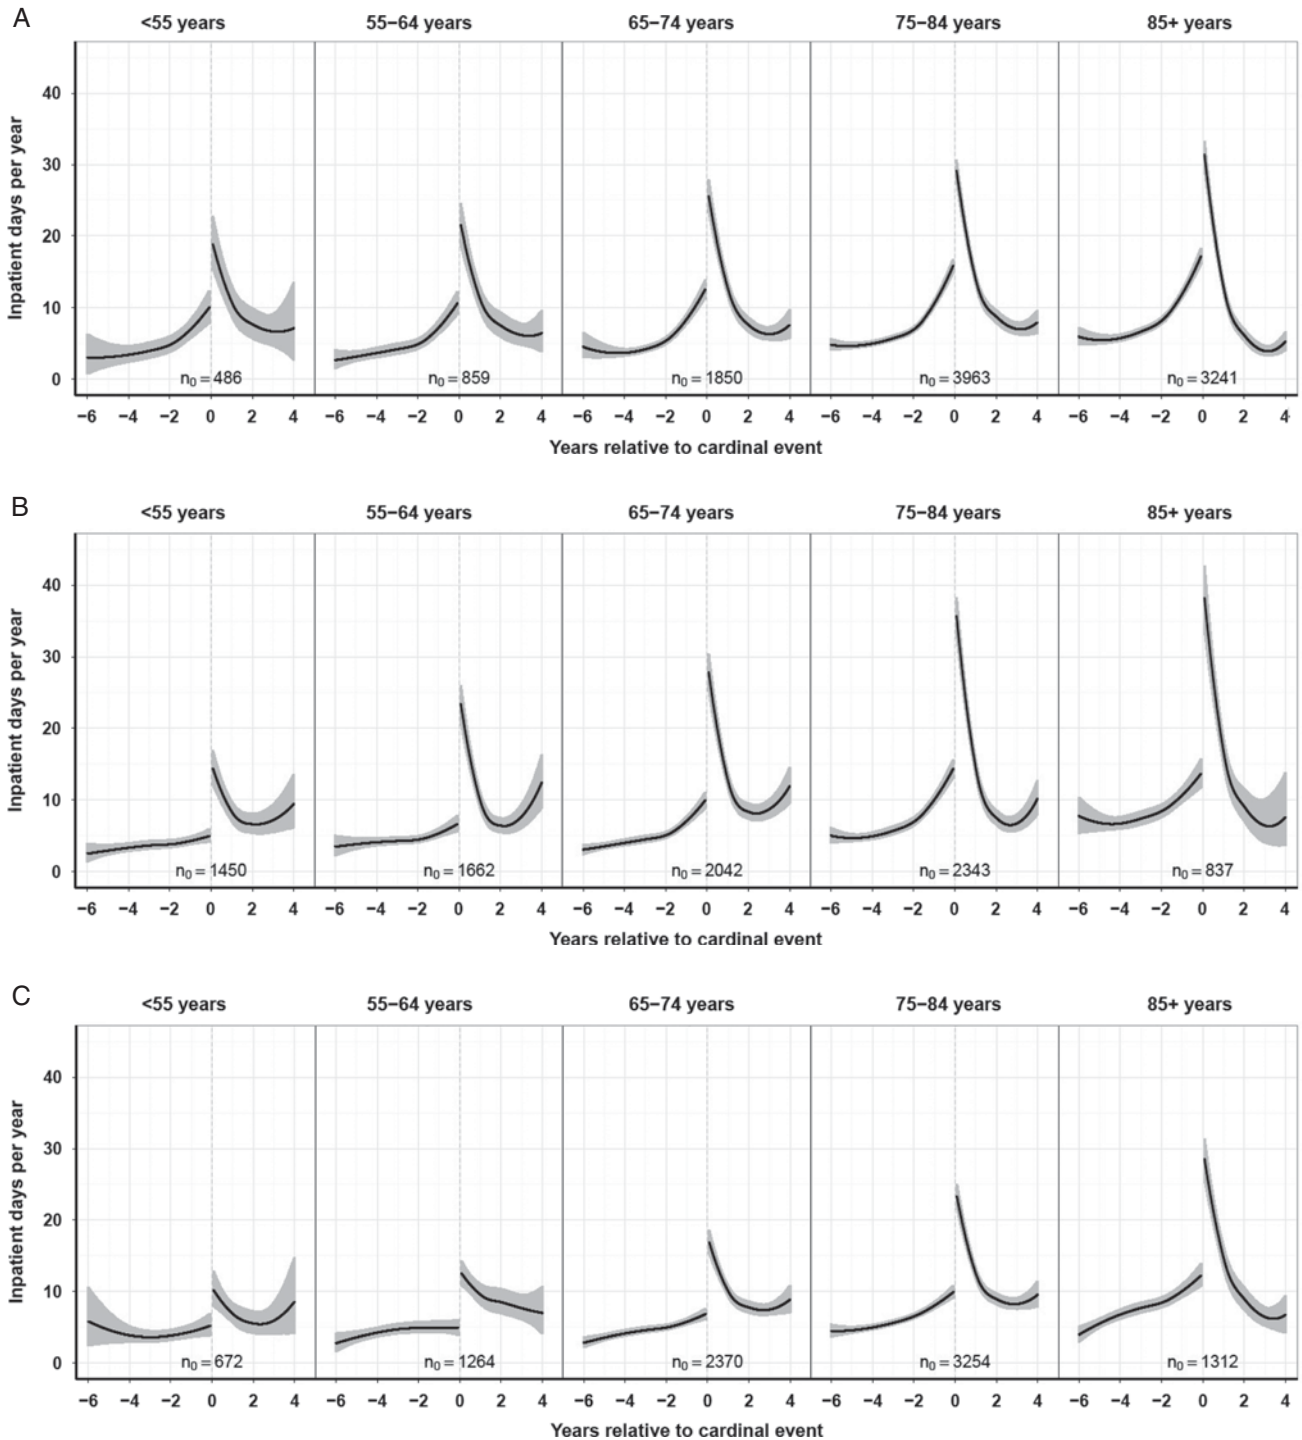 A
<55 years 55−64 years 65−74 years 75−84 years 85+ years
Inpatient days per year
40
30
20
10
0
n₀ = 486 n₀ = 859 n₀ = 1850 n₀ = 3963 n₀ = 3241
−6 −4 −2 0 2 4 −6 −4 −2 0 2 4 −6 −4 −2 0 2 4 −6 −4 −2 0 2 4 −6 −4 −2 0 2 4
Years relative to cardinal event
B
<55 years 55−64 years 65−74 years 75−84 years 85+ years
Inpatient days per year
40
30
20
10
0
n₀ = 1450 n₀ = 1662 n₀ = 2042 n₀ = 2343 n₀ = 837
−6 −4 −2 0 2 4 −6 −4 −2 0 2 4 −6 −4 −2 0 2 4 −6 −4 −2 0 2 4 −6 −4 −2 0 2 4
Years relative to cardinal event
C
<55 years 55−64 years 65−74 years 75−84 years 85+ years
Inpatient days per year
40
30
20
10
0
n₀ = 672 n₀ = 1264 n₀ = 2370 n₀ = 3254 n₀ = 1312
−6 −4 −2 0 2 4 −6 −4 −2 0 2 4 −6 −4 −2 0 2 4 −6 −4 −2 0 2 4 −6 −4 −2 0 2 4
Years relative to cardinal event